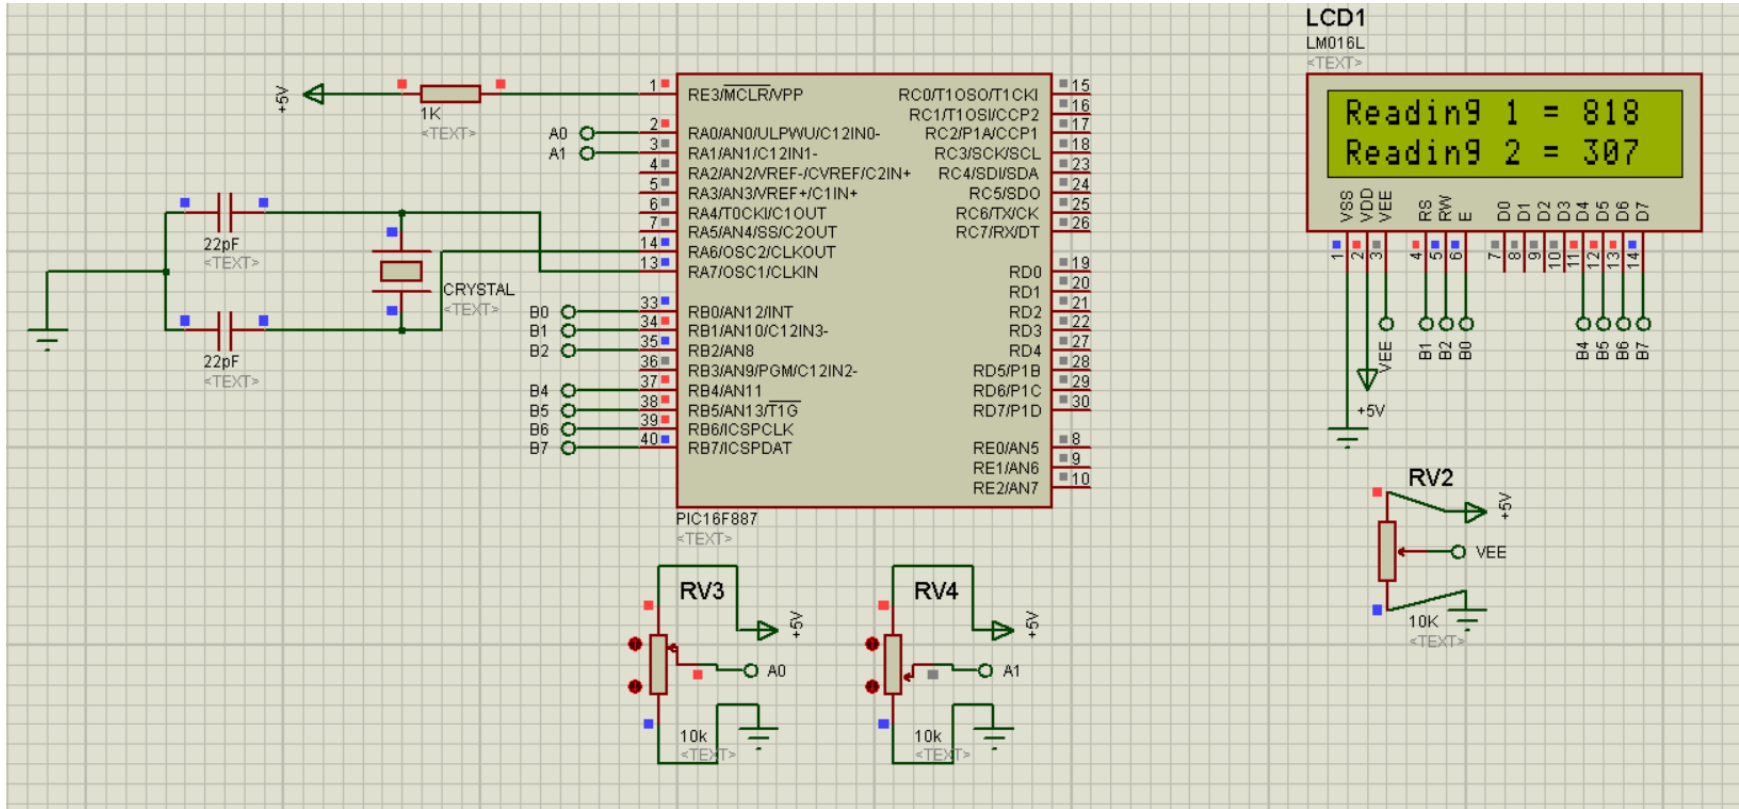 LCD1
LM016L
<TEXT>
Reading 1 = 818
Reading 2 = 307
VSS
VDD
VEE
RS
RW
E
D0
D1
D2
D3
D4
D5
D6
D7
1
2
3
4
5
6
7
8
9
10
11
12
13
14
VEE
B1
B2
B0
B4
B5
B6
B7
+5V
+5V
1K
<TEXT>
A0
A1
22pF
<TEXT>
CRYSTAL
<TEXT>
22pF
<TEXT>
B0
B1
B2
B4
B5
B6
B7
1 RE3/MCLR/VPP
2 RA0/AN0/ULPWU/C12IN0-
3 RA1/AN1/C12IN1-
4 RA2/AN2/VREF-/CVREF/C2IN+
5 RA3/AN3/VREF+/C1IN+
6 RA4/T0CKI/C1OUT
7 RA5/AN4/SS/C2OUT
14 RA6/OSC2/CLKOUT
13 RA7/OSC1/CLKIN
33 RB0/AN12/INT
34 RB1/AN10/C12IN3-
35 RB2/AN8
36 RB3/AN9/PGM/C12IN2-
37 RB4/AN11
38 RB5/AN13/T1G
39 RB6/ICSPCLK
40 RB7/ICSPDAT
RC0/T1OSO/T1CKI 15
RC1/T1OSI/CCP2 16
RC2/P1A/CCP1 17
RC3/SCK/SCL 18
RC4/SDI/SDA 23
RC5/SDO 24
RC6/TX/CK 25
RC7/RX/DT 26
RD0 19
RD1 20
RD2 21
RD3 22
RD4 27
RD5/P1B 28
RD6/P1C 29
RD7/P1D 30
RE0/AN5 8
RE1/AN6 9
RE2/AN7 10
PIC16F887
<TEXT>
RV3
+5V
A0
10k
<TEXT>
RV4
+5V
A1
10k
<TEXT>
RV2
+5V
VEE
10K
<TEXT>